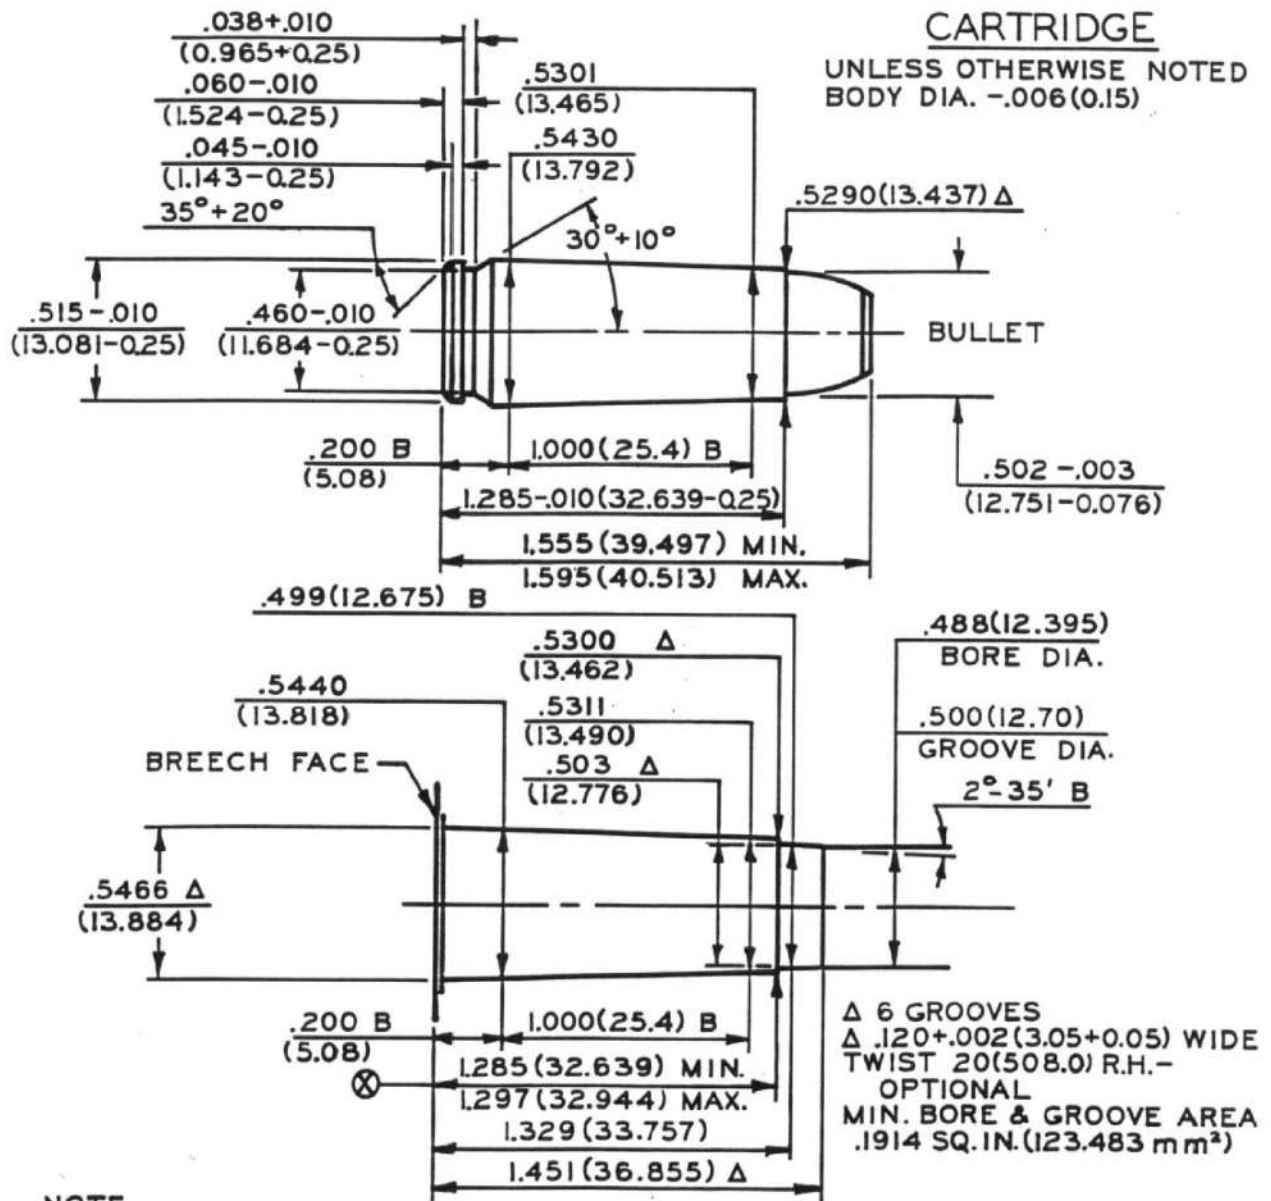 CARTRIDGE
UNLESS OTHERWISE NOTED
BODY DIA. -.006(0.15)
.038+.010
(0.965+0.25)
.060-.010
(1.524-0.25)
.045-.010
(1.143-0.25)
35°+20°
.5301
(13.465)
.5430
(13.792)
30°+10°
.5290(13.437) Δ
.515-.010
(13.081-0.25)
.460-.010
(11.684-0.25)
BULLET
.200 B
(5.08)
1.000(25.4) B
.502-.003
(12.751-0.076)
1.285-.010(32.639-0.25)
1.555(39.497) MIN.
1.595(40.513) MAX.
.499(12.675) B
.5300 Δ
(13.462)
.488(12.395)
BORE DIA.
.5440
(13.818)
.5311
(13.490)
.500(12.70)
GROOVE DIA.
BREECH FACE
.503 Δ
(12.776)
2°-35' B
.5466 Δ
(13.884)
.200 B
(5.08)
1.000(25.4) B
1.285(32.639) MIN.
1.297(32.944) MAX.
1.329(33.757)
1.451(36.855) Δ
Δ 6 GROOVES
Δ .120+.002(3.05+0.05) WIDE
TWIST 20(508.0) R.H.-
OPTIONAL
MIN. BORE & GROOVE AREA
.1914 SQ.IN.(123.483 mm²)